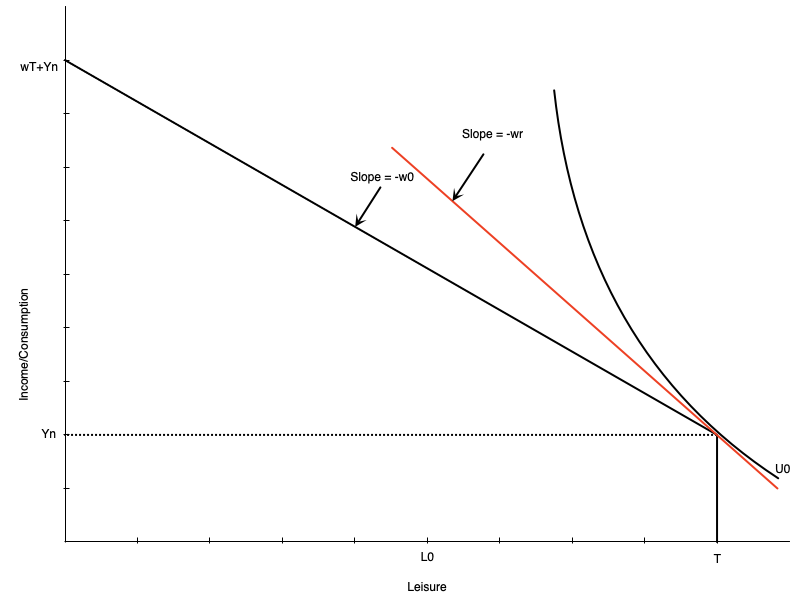 wT+Yn
Slope = -wr
Slope = -w0
Income/Consumption
Yn
U0
L0
T
Leisure